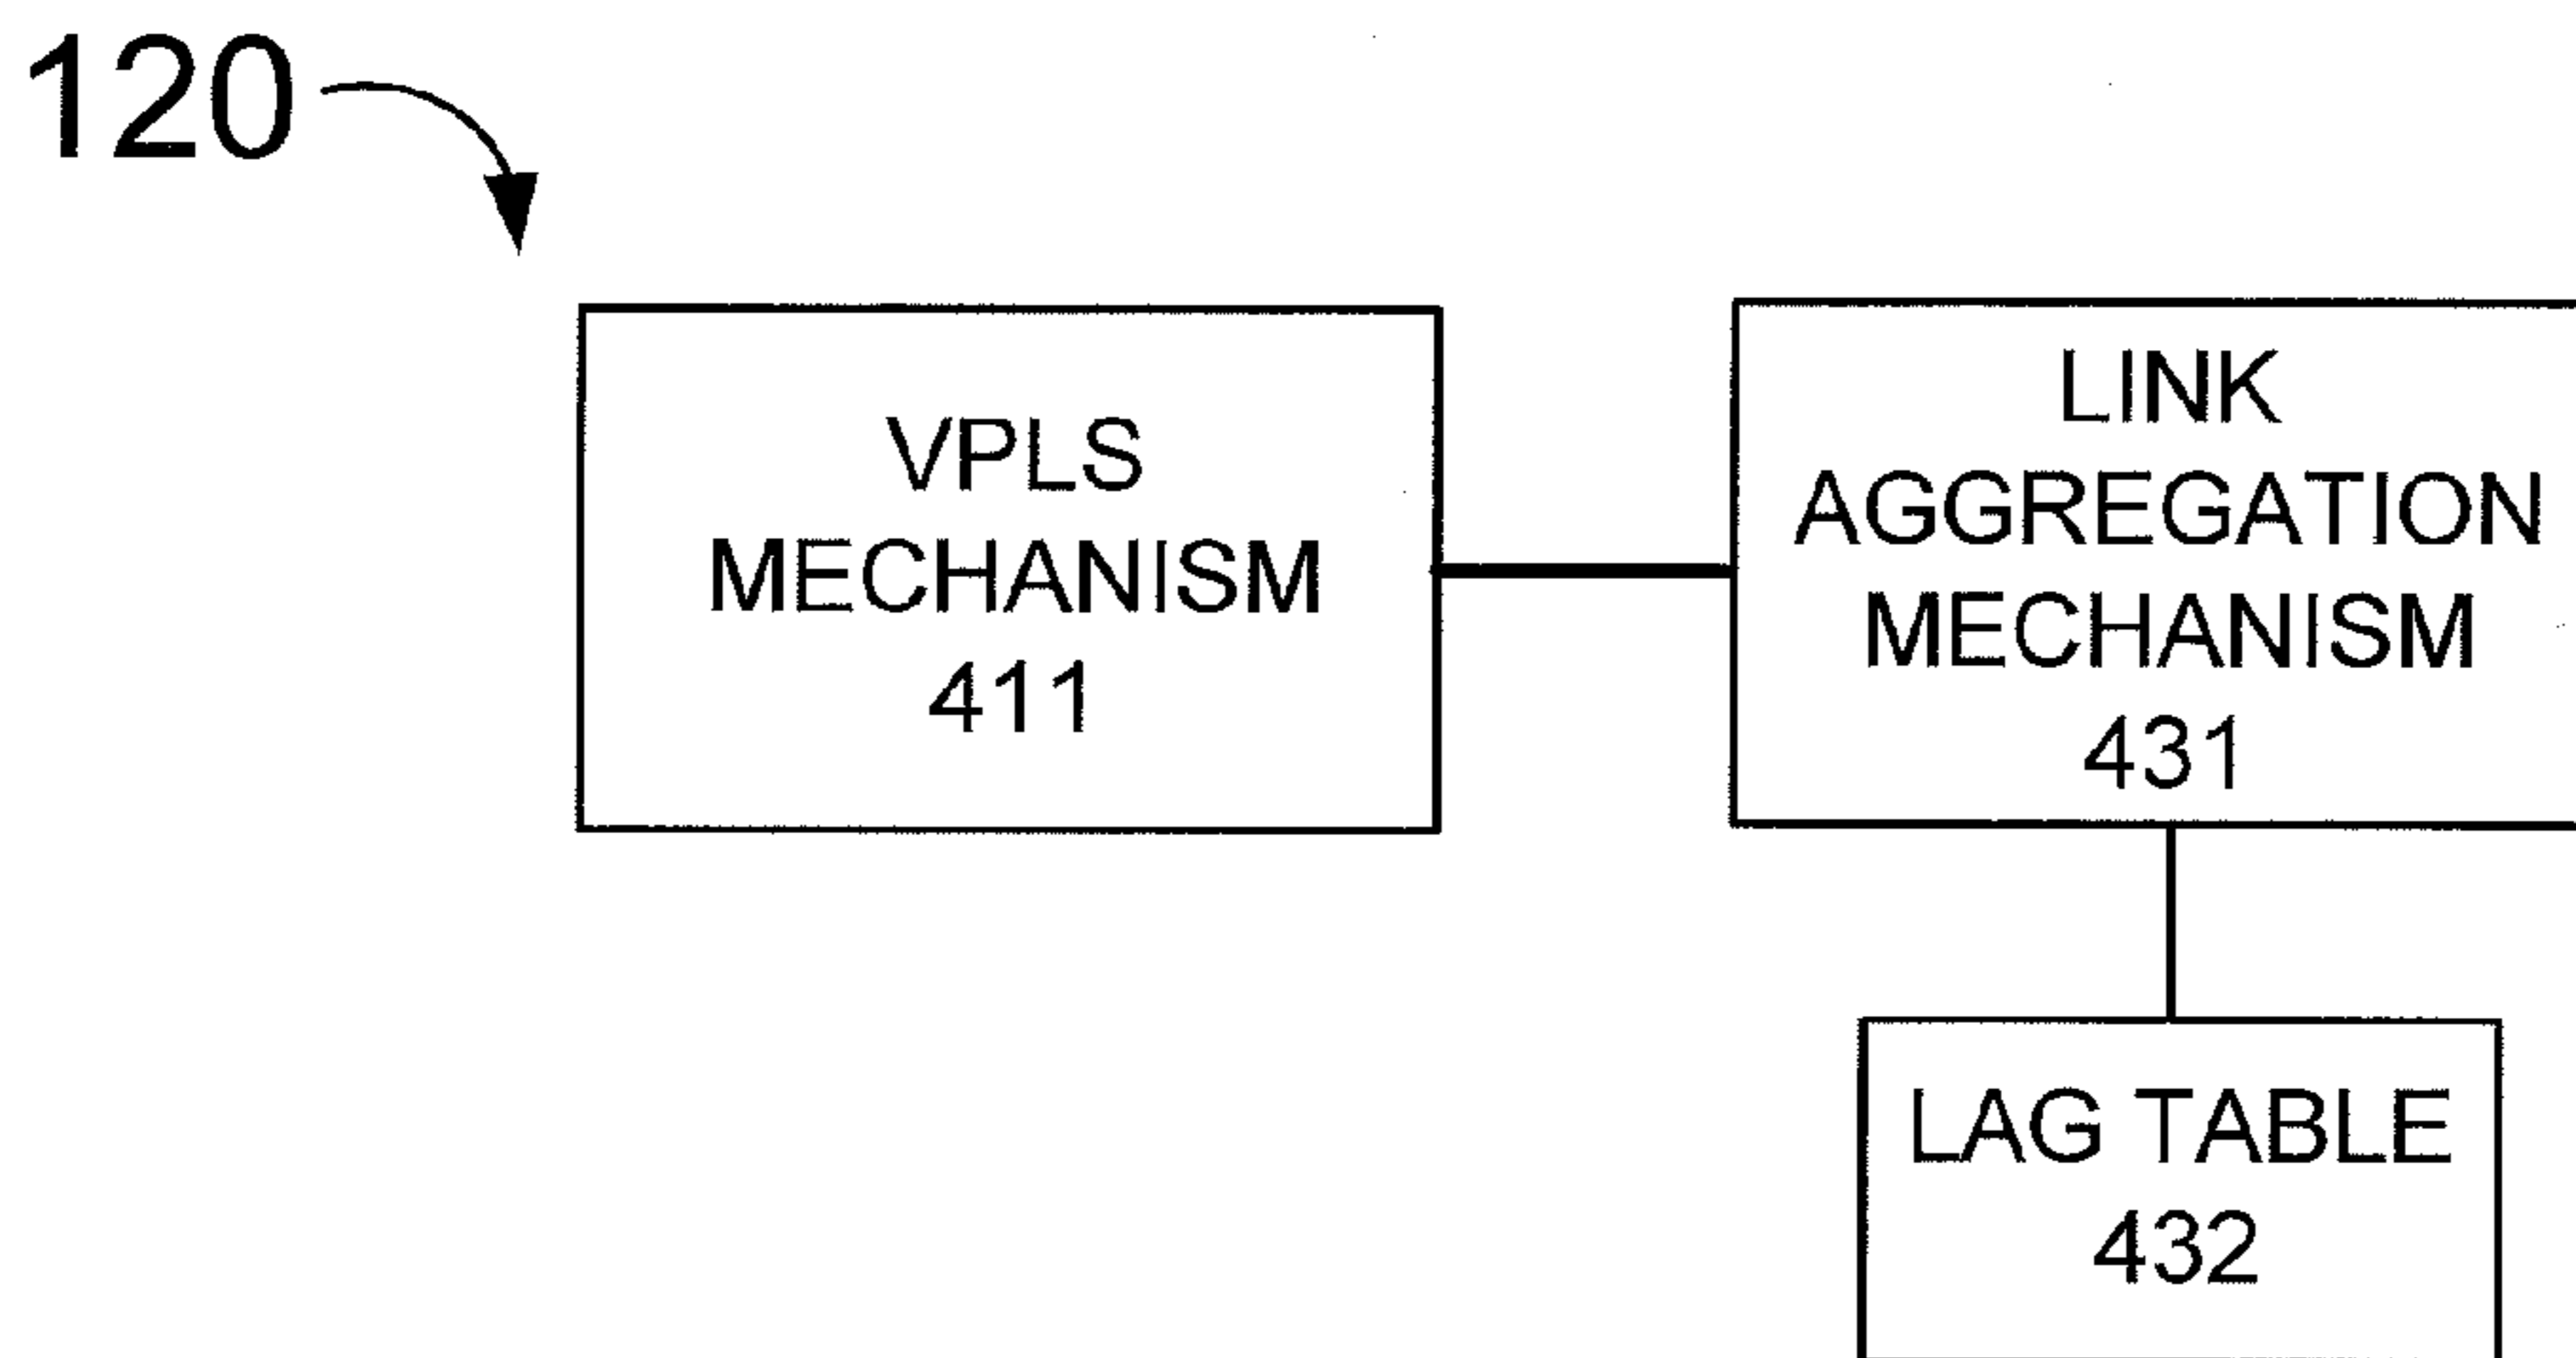 120
VPLS
MECHANISM
411
LINK
AGGREGATION
MECHANISM
431
LAG TABLE
432